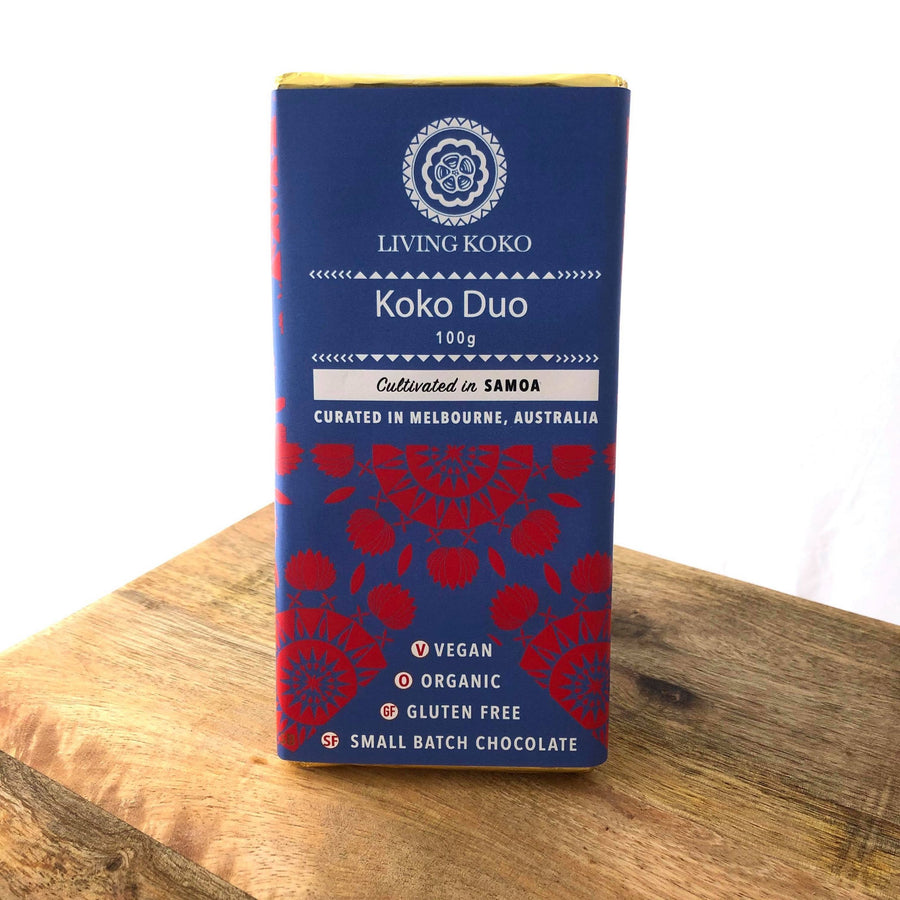 LIVING KOKO
Koko Duo
100g
Cultivated in SAMOA
CURATED IN MELBOURNE, AUSTRALIA
V VEGAN
O ORGANIC
GF GLUTEN FREE
SF SMALL BATCH CHOCOLATE